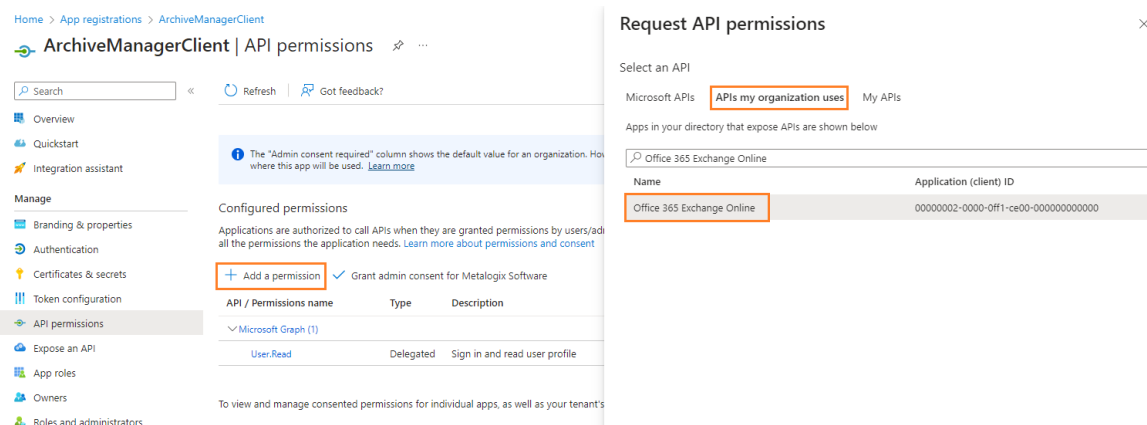 Home > App registrations > ArchiveManagerClient
ArchiveManagerClient | API permissions
Search
Overview
Quickstart
Integration assistant
Manage
Branding & properties
Authentication
Certificates & secrets
Token configuration
API permissions
Expose an API
App roles
Owners
Roles and administrators
Refresh
Got feedback?
The "Admin consent required" column shows the default value for an organization. How
where this app will be used. Learn more
Configured permissions
Applications are authorized to call APIs when they are granted permissions by users/adr
all the permissions the application needs. Learn more about permissions and consent
Add a permission
Grant admin consent for Metalogix Software
API / Permissions name Type Description
Microsoft Graph (1)
User.Read Delegated Sign in and read user profile
To view and manage consented permissions for individual apps, as well as your tenant's
Request API permissions
Select an API
Microsoft APIs APIs my organization uses My APIs
Apps in your directory that expose APIs are shown below
Office 365 Exchange Online
Name Application (client) ID
Office 365 Exchange Online 00000002-0000-0ff1-ce00-000000000000